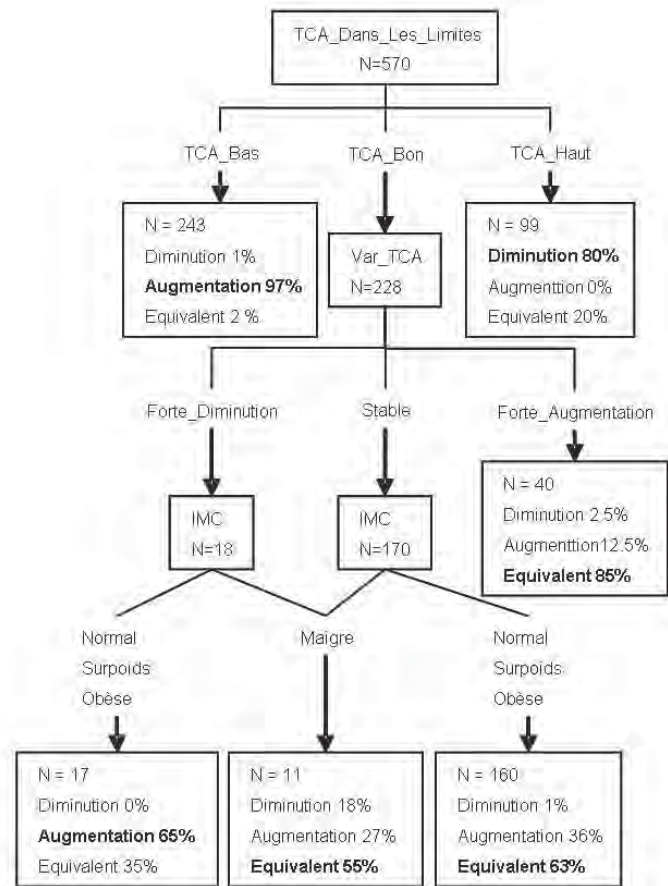 TCA_Dans_Les_Limites
N=570
TCA_Bas
TCA_Bon
TCA_Haut
N = 243
Diminution 1%
Augmentation 97%
Equivalent 2 %
Var_TCA
N=228
N = 99
Diminution 80%
Augmenttion 0%
Equivalent 20%
Forte_Diminution
Stable
Forte_Augmentation
IMC
N=18
IMC
N=170
N = 40
Diminution 2.5%
Augmenttion12.5%
Equivalent 85%
Normal
Surpoids
Obèse
Maigre
Normal
Surpoids
Obèse
N = 17
Diminution 0%
Augmentation 65%
Equivalent 35%
N = 11
Diminution 18%
Augmentation 27%
Equivalent 55%
N = 160
Diminution 1%
Augmentation 36%
Equivalent 63%